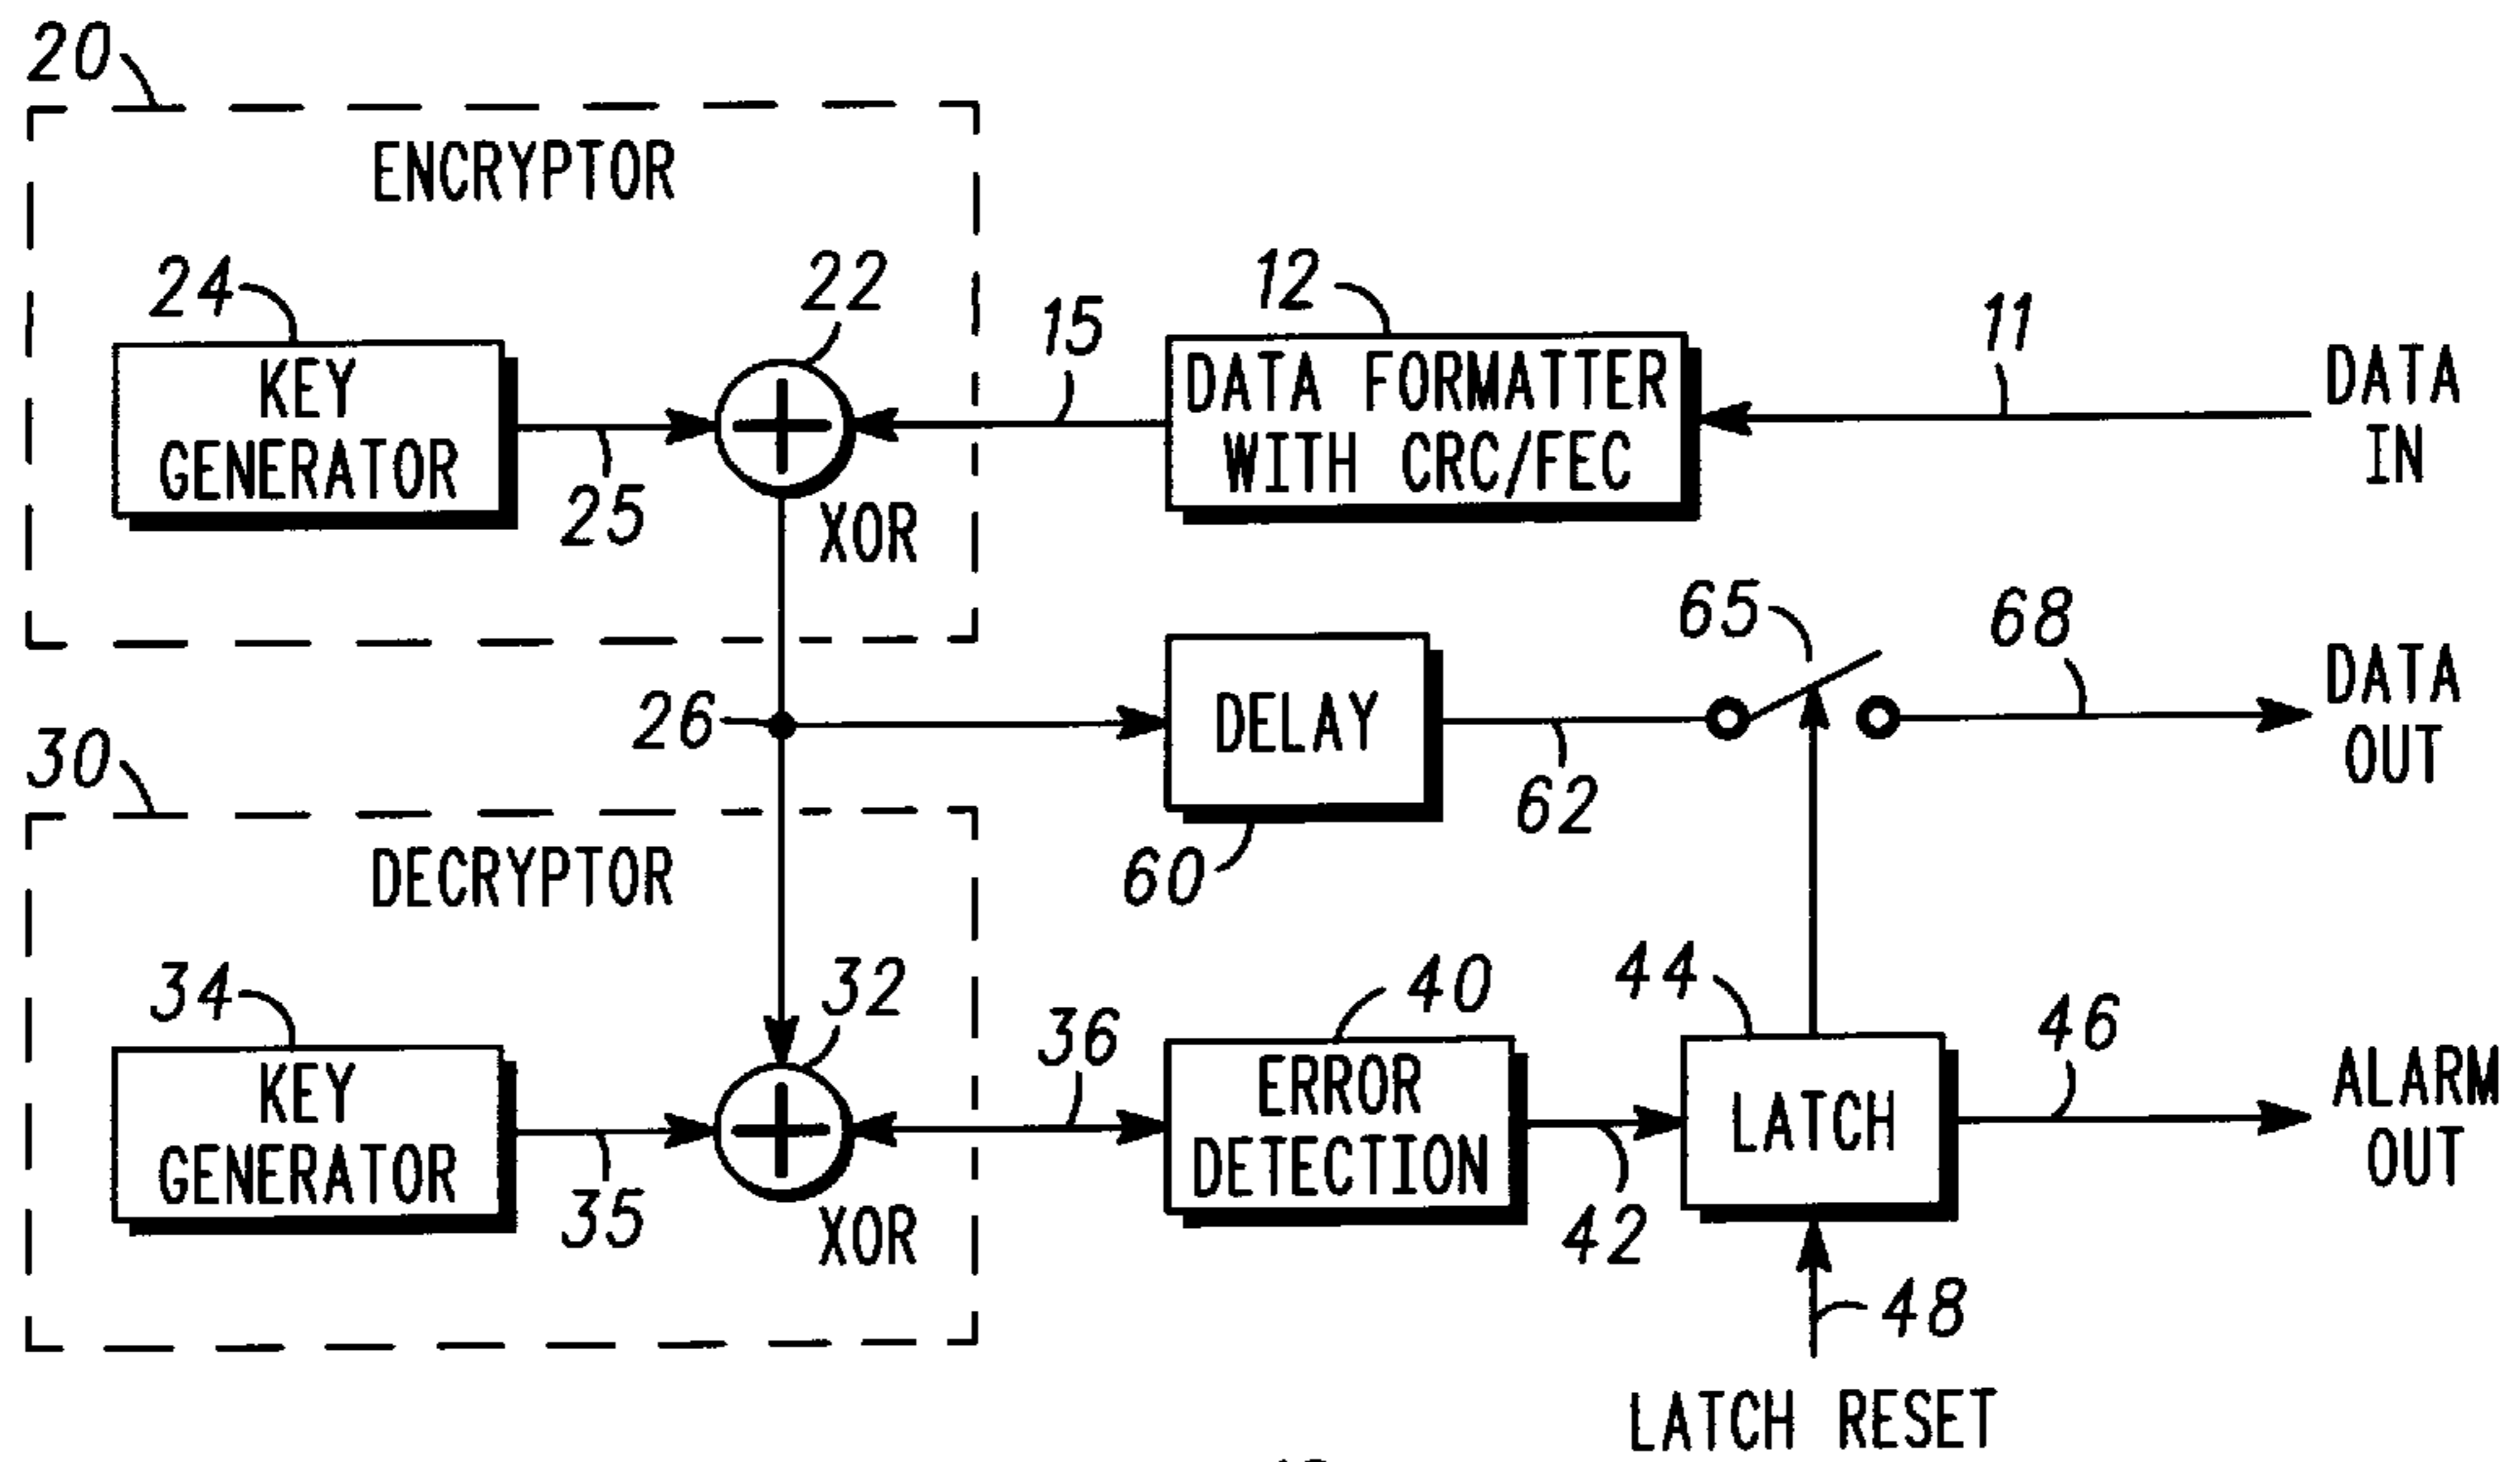 20
ENCRYPTOR
24
22
12
15
11
KEY
GENERATOR
DATA FORMATTER
WITH CRC/FEC
DATA
IN
25
XOR
65
68
26
DELAY
DATA
OUT
62
30
60
DECRYPTOR
34
32
36
40
44
46
KEY
GENERATOR
ERROR
DETECTION
LATCH
ALARM
OUT
35
XOR
42
48
LATCH RESET